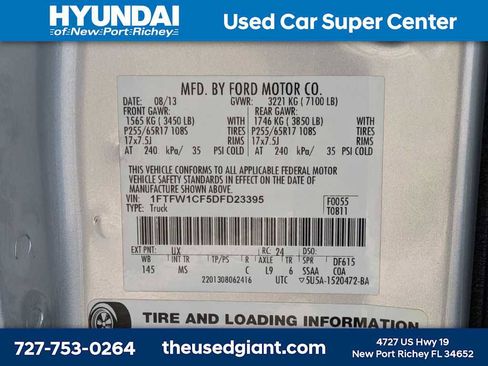 HYUNDAI
of New Port Richey
Used Car Super Center
MFD. BY FORD MOTOR CO.
DATE: 08/13 GVWR: 3221 KG ( 7100 LB)
FRONT GAWR: REAR GAWR:
1565 KG ( 3450 LB) 1746 KG ( 3850 LB)
P255/65R17 108S TIRES P255/65R17 108S TIRES
17x7.5J RIMS 17x7.5J RIMS
AT 240 kPa/ 35 PSI COLD AT 240 kPa/ 35 PSI COLD
THIS VEHICLE CONFORMS TO ALL APPLICABLE FEDERAL MOTOR
VEHICLE SAFETY AND THEFT PREVENTION STANDARDS IN EFFECT ON THE DATE OF
MANUFACTURE SHOWN ABOVE.
VIN: 1FTFW1CF5DFD23395 F0055
TYPE: Truck T0B11
EXT PNT: UX RC: 24 DSO:
WB INT TR TP/PS R AXLE TR SPR DF615
145 MS C L9 6 SSAA CQA
2201308062416 UTC 5U5A-1520472-BA
TIRE AND LOADING INFORMATION
727-753-0264
theusedgiant.com
4727 US Hwy 19
New Port Richey FL 34652